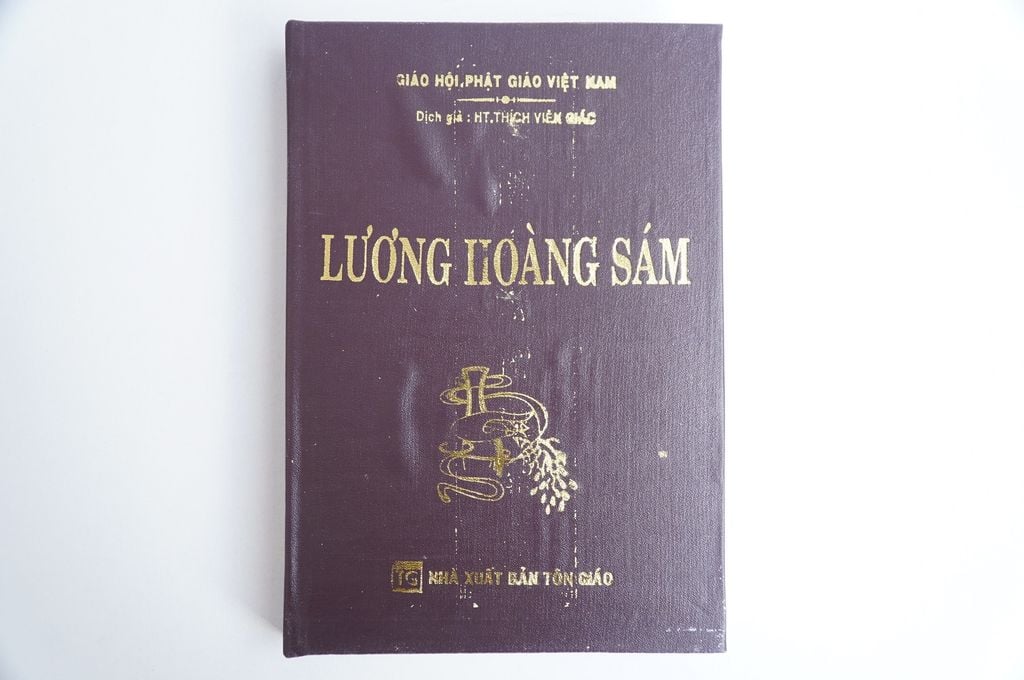 GIÁO HỘI PHẬT GIÁO VIỆT NAM
Dịch giả : HT.THÍCH VIÊN GIÁC
LƯƠNG HOÀNG SÁM
TG NHÀ XUẤT BẢN TÔN GIÁO